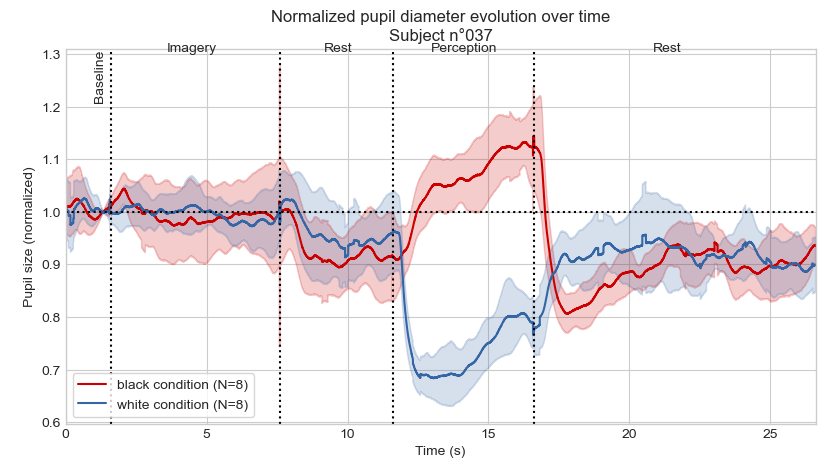 Normalized pupil diameter evolution over time
Subject n°037
Baseline
Imagery
Rest
Perception
Rest
1.3
1.2
1.1
1.0
0.9
0.8
0.7
0.6
Pupil size (normalized)
black condition (N=8)
white condition (N=8)
0
5
10
15
20
25
Time (s)